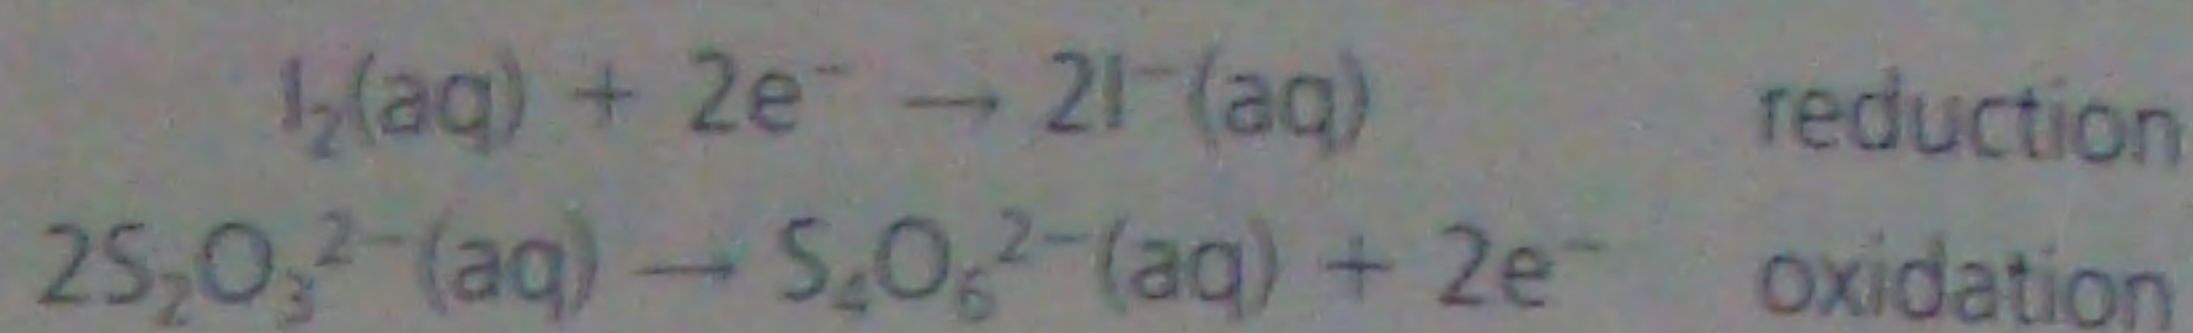 I₂(aq) + 2e⁻ → 2I⁻(aq) reduction
2S₂O₃²⁻(aq) → S₄O₆²⁻(aq) + 2e⁻ oxidation